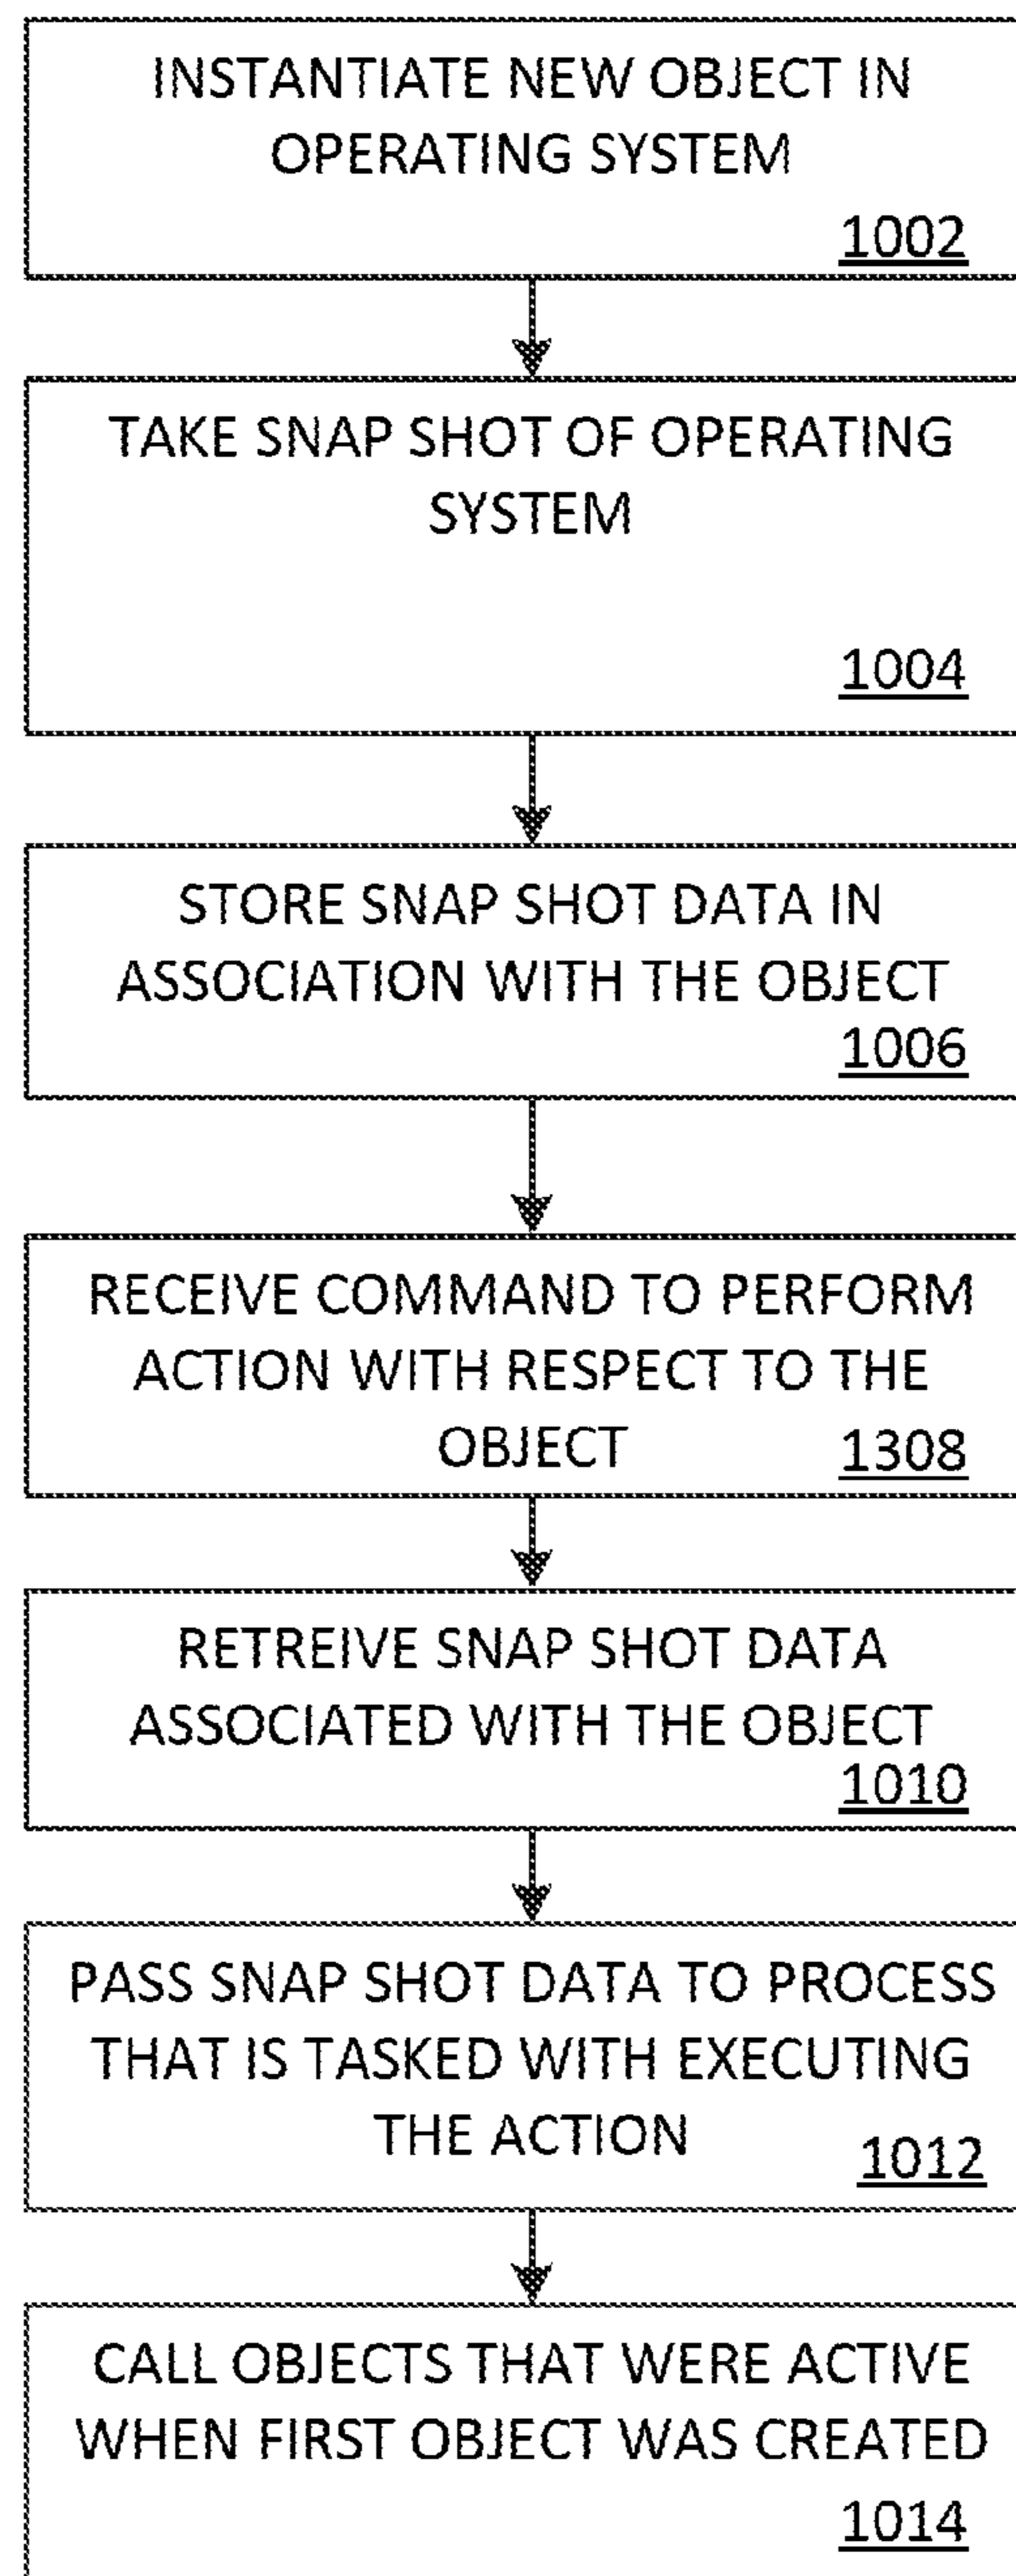 INSTANTIATE NEW OBJECT IN
OPERATING SYSTEM
1002
TAKE SNAP SHOT OF OPERATING
SYSTEM
1004
STORE SNAP SHOT DATA IN
ASSOCIATION WITH THE OBJECT
1006
RECEIVE COMMAND TO PERFORM
ACTION WITH RESPECT TO THE
OBJECT 1308
RETREIVE SNAP SHOT DATA
ASSOCIATED WITH THE OBJECT
1010
PASS SNAP SHOT DATA TO PROCESS
THAT IS TASKED WITH EXECUTING
THE ACTION 1012
CALL OBJECTS THAT WERE ACTIVE
WHEN FIRST OBJECT WAS CREATED
1014